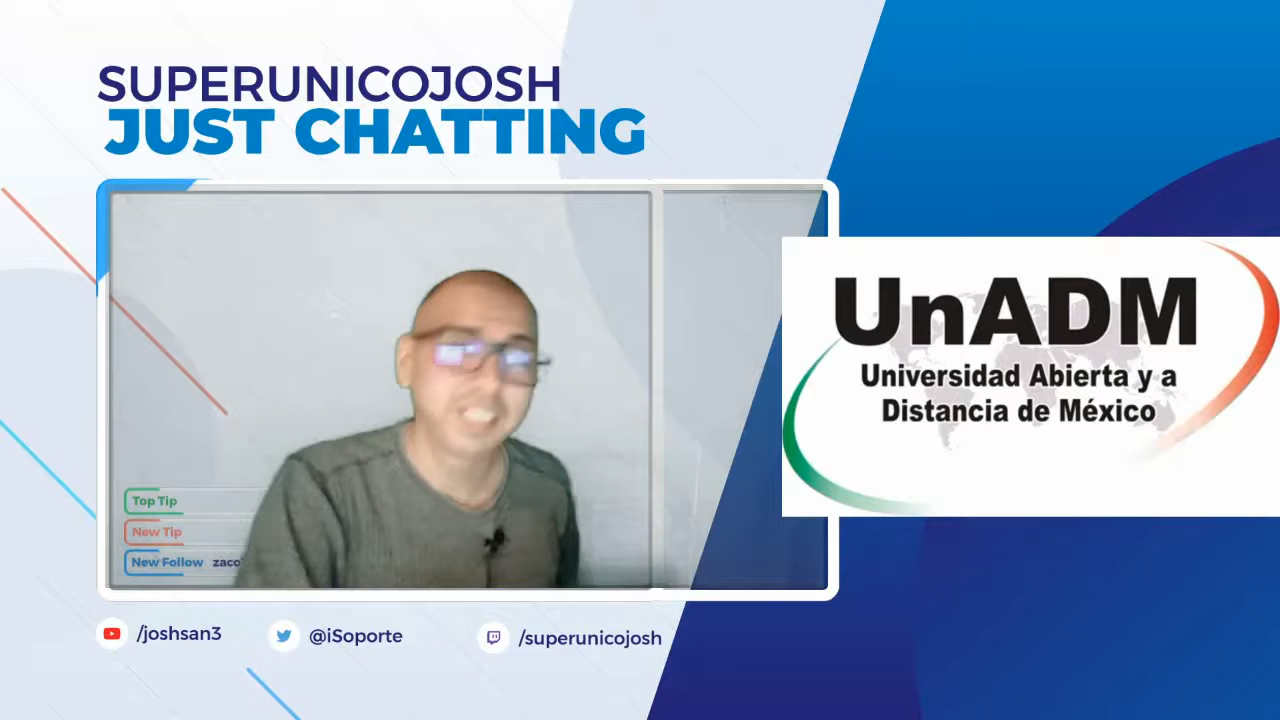 SUPERUNICOJOSH
JUST CHATTING
UnADM
Universidad Abierta y a
Distancia de México
Top Tip
New Tip
New Follow
/joshsan3
@iSoporte
/superunicojosh